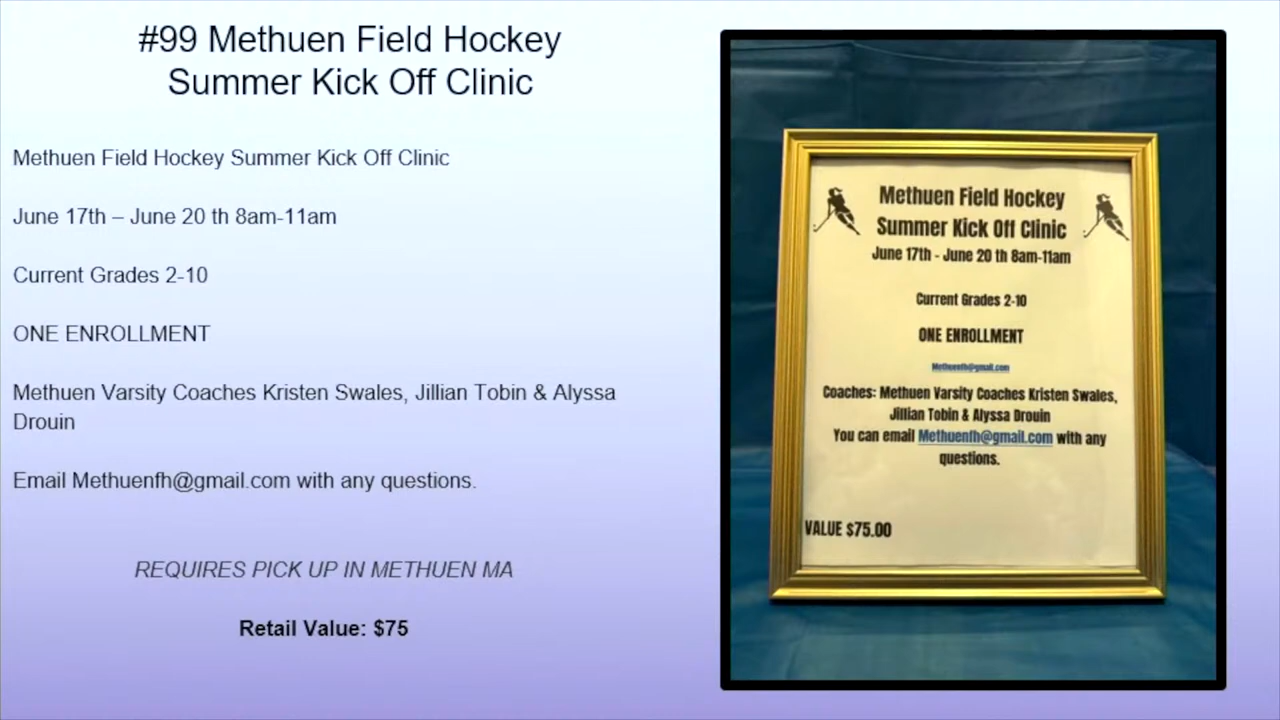 #99 Methuen Field Hockey
Summer Kick Off Clinic
Methuen Field Hockey Summer Kick Off Clinic
June 17th – June 20 th 8am-11am
Current Grades 2-10
ONE ENROLLMENT
Methuen Varsity Coaches Kristen Swales, Jillian Tobin & Alyssa
Drouin
Email Methuenfh@gmail.com with any questions.
REQUIRES PICK UP IN METHUEN MA
Retail Value: $75
Methuen Field Hockey
Summer Kick Off Clinic
June 17th - June 20 th 8am-11am
Current Grades 2-10
ONE ENROLLMENT
Methuenfh@gmail.com
Coaches: Methuen Varsity Coaches Kristen Swales,
Jillian Tobin & Alyssa Drouin
You can email Methuenfh@gmail.com with any
questions.
VALUE $75.00